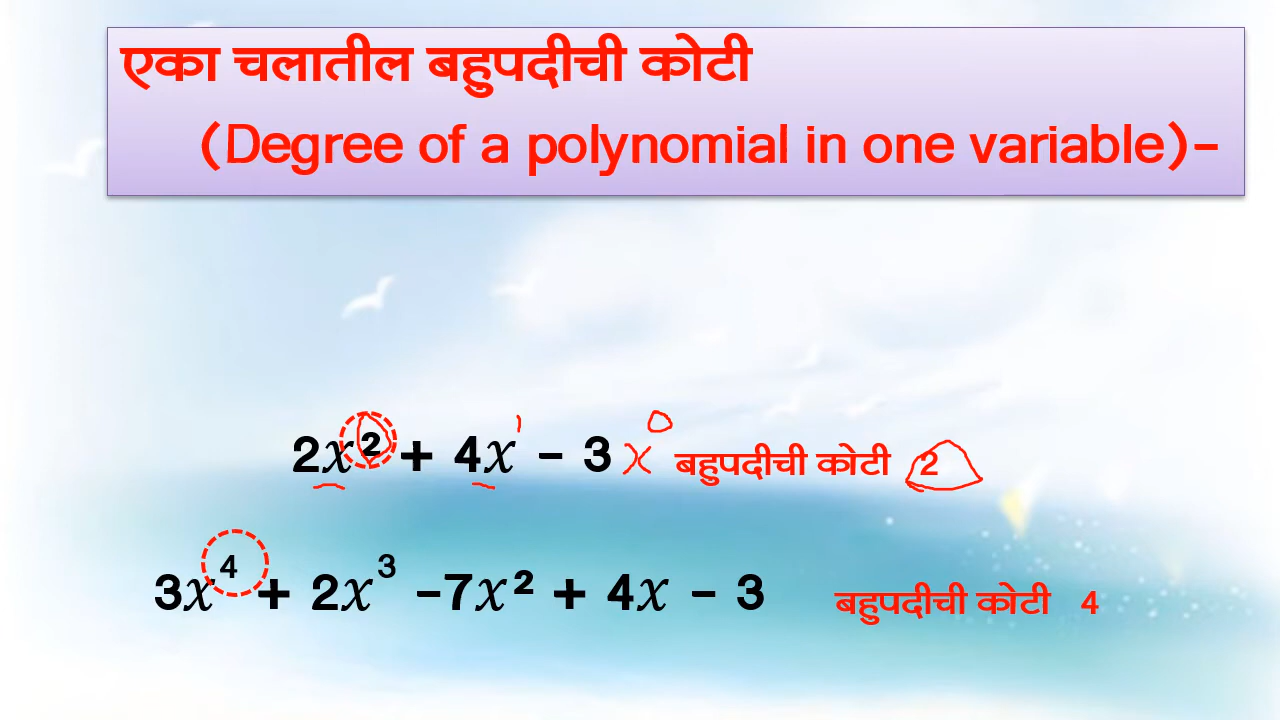 एका चलातील बहुपदीची कोटी
(Degree of a polynomial in one variable)-
2x² + 4x¹ - 3x⁰ बहुपदीची कोटी 2
3x⁴ + 2x³ -7x² + 4x - 3 बहुपदीची कोटी 4